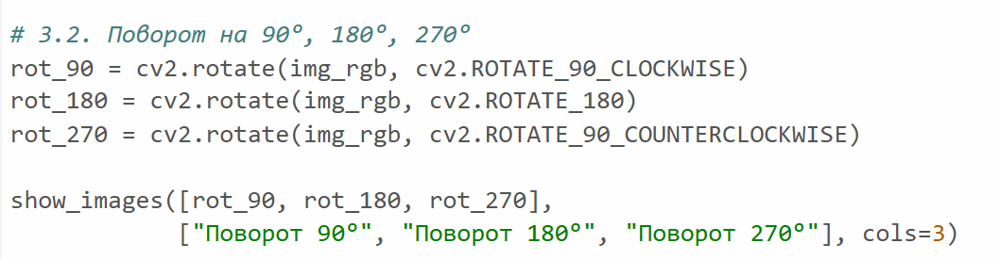 # 3.2. Поворот на 90°, 180°, 270°
rot_90 = cv2.rotate(img_rgb, cv2.ROTATE_90_CLOCKWISE)
rot_180 = cv2.rotate(img_rgb, cv2.ROTATE_180)
rot_270 = cv2.rotate(img_rgb, cv2.ROTATE_90_COUNTERCLOCKWISE)
show_images([rot_90, rot_180, rot_270],
["Поворот 90°", "Поворот 180°", "Поворот 270°"], cols=3)